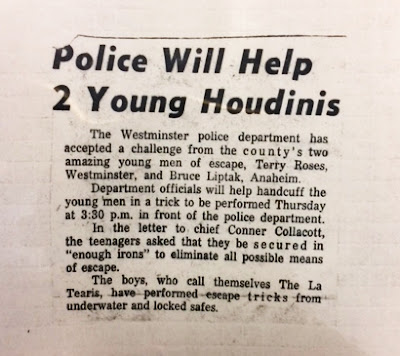 Police Will Help
2 Young Houdinis
The Westminster police department has
accepted a challenge from the county's two
amazing young men of escape, Terry Roses,
Westminster, and Bruce Liptak, Anaheim.
Department officials will help handcuff the
young men in a trick to be performed Thursday
at 3:30 p.m. in front of the police department.
In the letter to chief Conner Collacott,
the teenagers asked that they be secured in
"enough irons" to eliminate all possible means
of escape.
The boys, who call themselves The La
Tearis, have performed escape tricks from
underwater and locked safes.